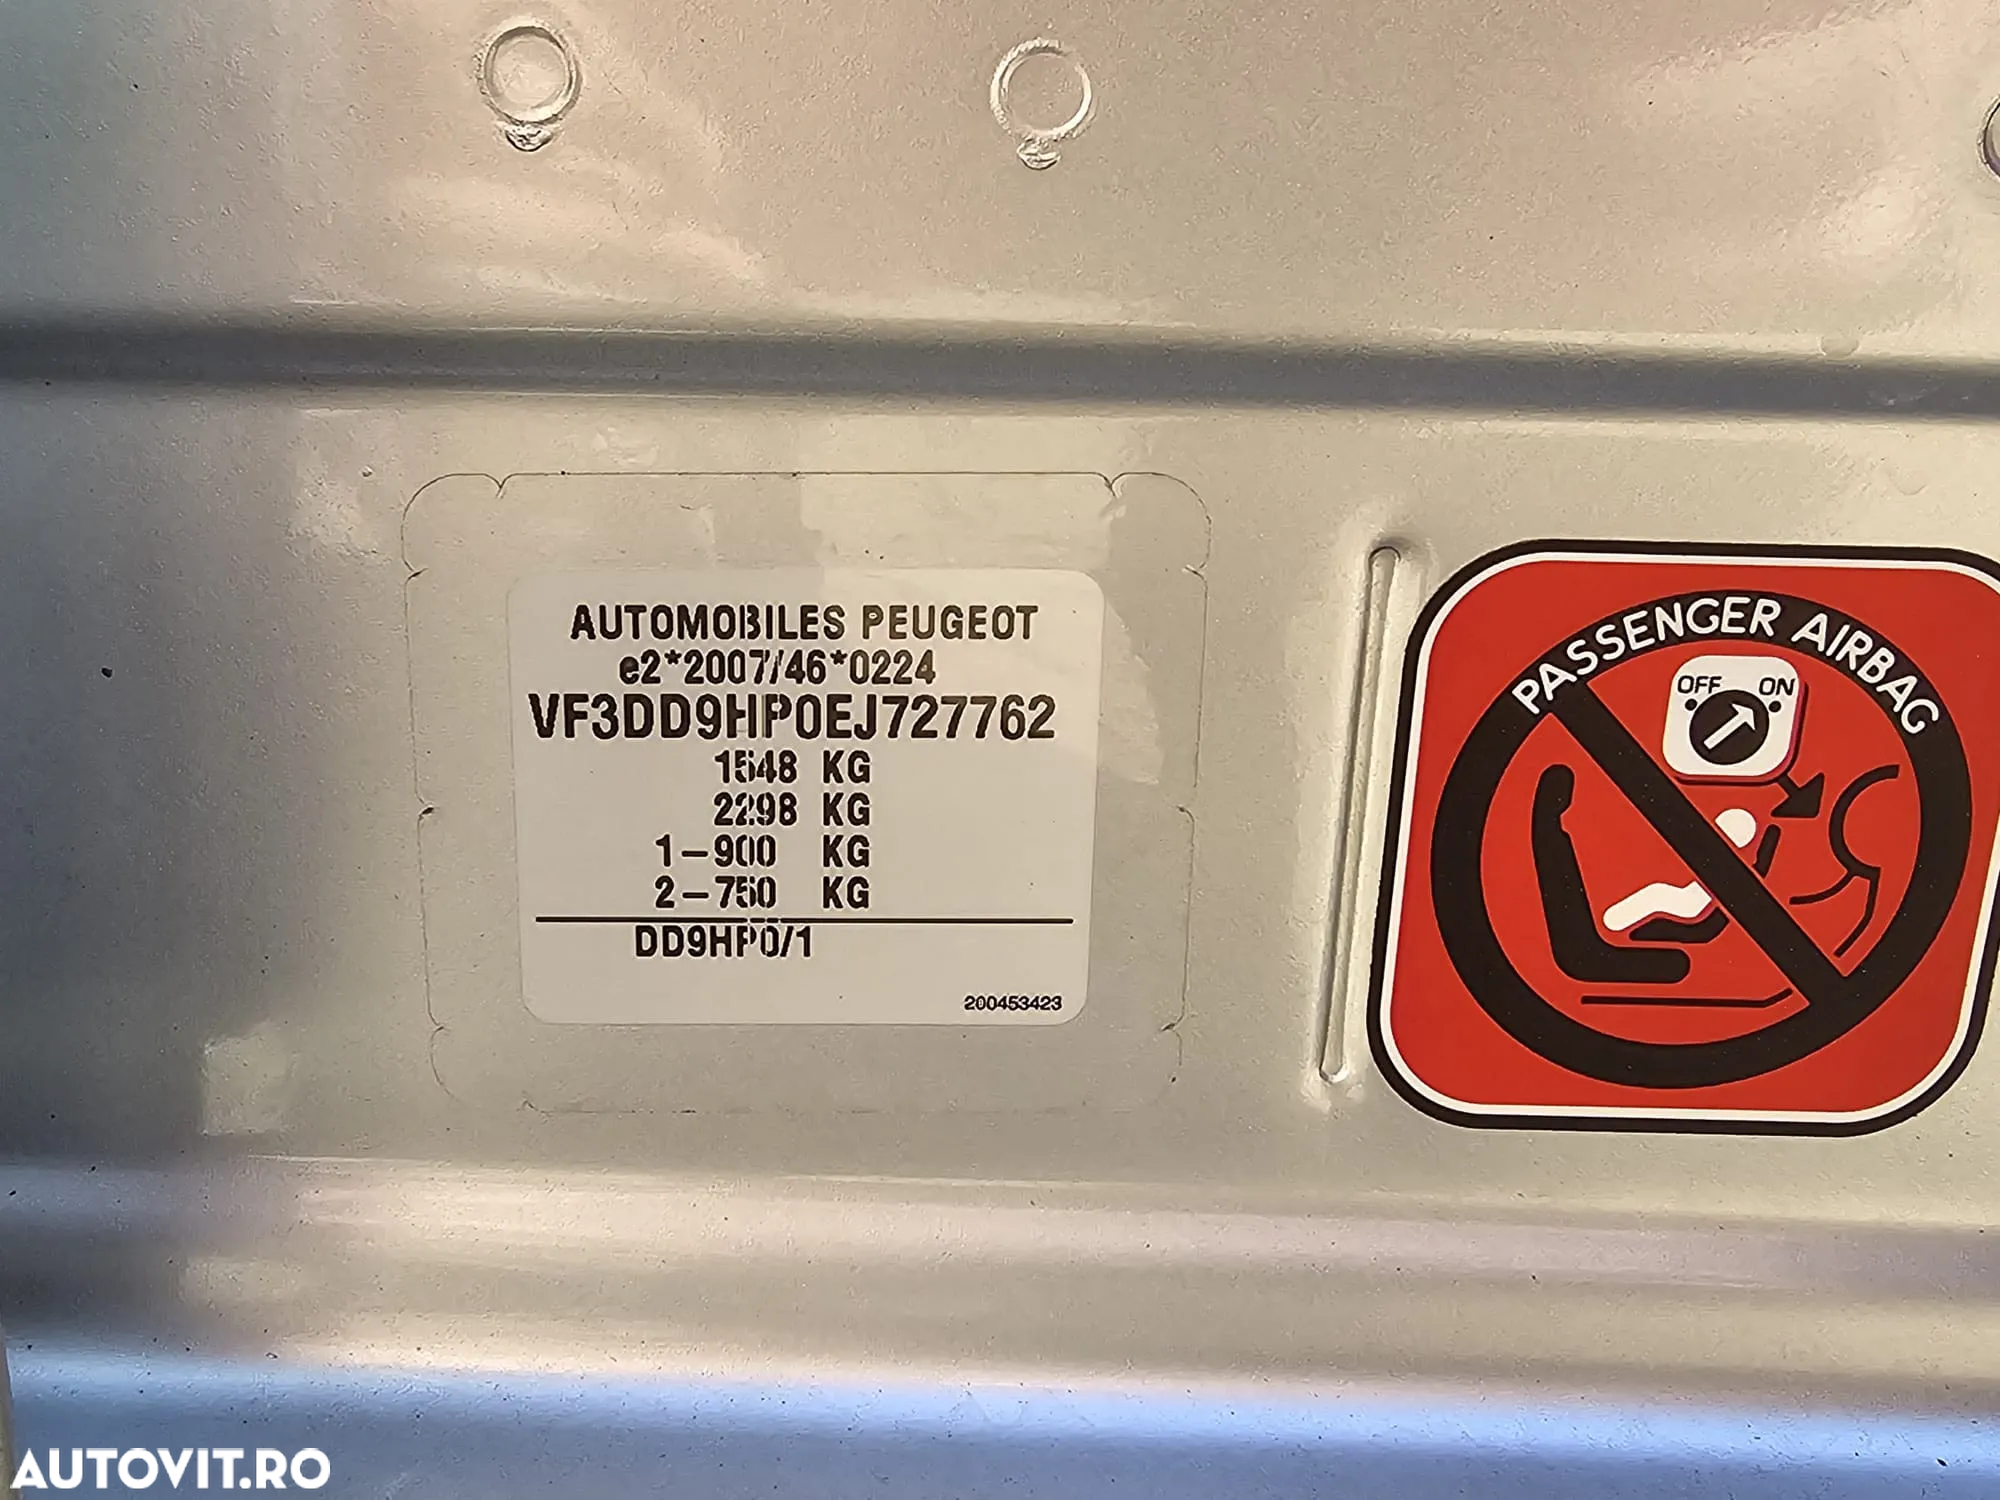 AUTOMOBILES PEUGEOT
e2*2007/46*0224
VF3DD9HP0EJ727762
1548 KG
2298 KG
1-900 KG
2-750 KG
DD9HP0/1
200453423
PASSENGER AIRBAG
OFF ON
AUTOVIT.RO